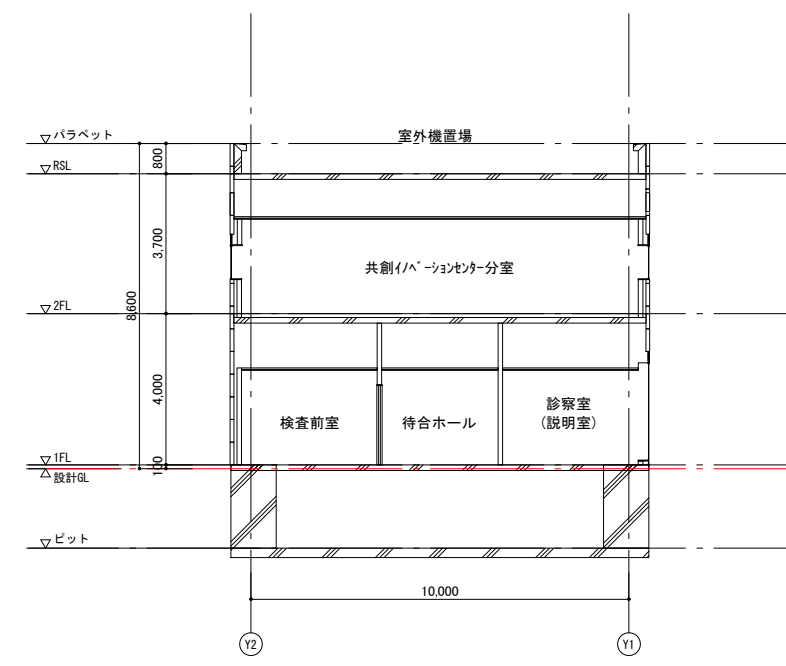 室外機置場
パラペット
RSL
2FL
1FL
設計GL
ピット
800
3,700
8,600
4,000
100
共創ｲﾉﾍﾞｰｼｮﾝｾﾝﾀｰ分室
検査前室
待合ホール
診察室
(説明室)
10,000
Y2
Y1